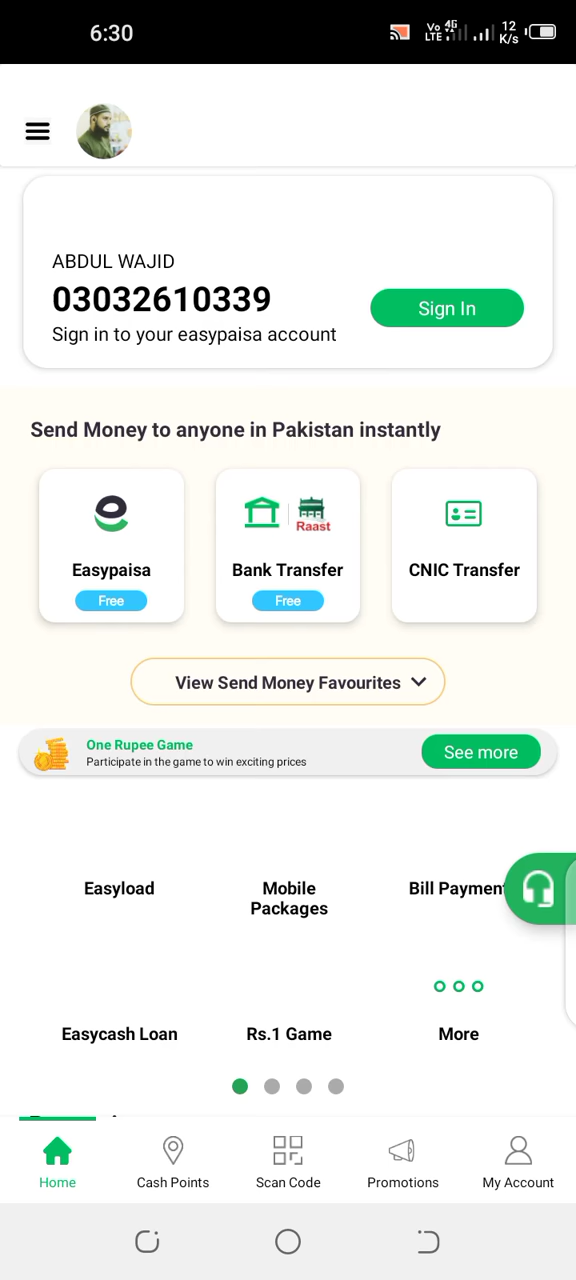 6:30
Vo LTE 4G 12 K/s
ABDUL WAJID
03032610339
Sign in to your easypaisa account
Sign In
Send Money to anyone in Pakistan instantly
Raast
Easypaisa
Free
Bank Transfer
Free
CNIC Transfer
View Send Money Favourites
One Rupee Game
Participate in the game to win exciting prices
See more
Easyload
Mobile
Packages
Bill Payment
Easycash Loan
Rs.1 Game
More
Home
Cash Points
Scan Code
Promotions
My Account